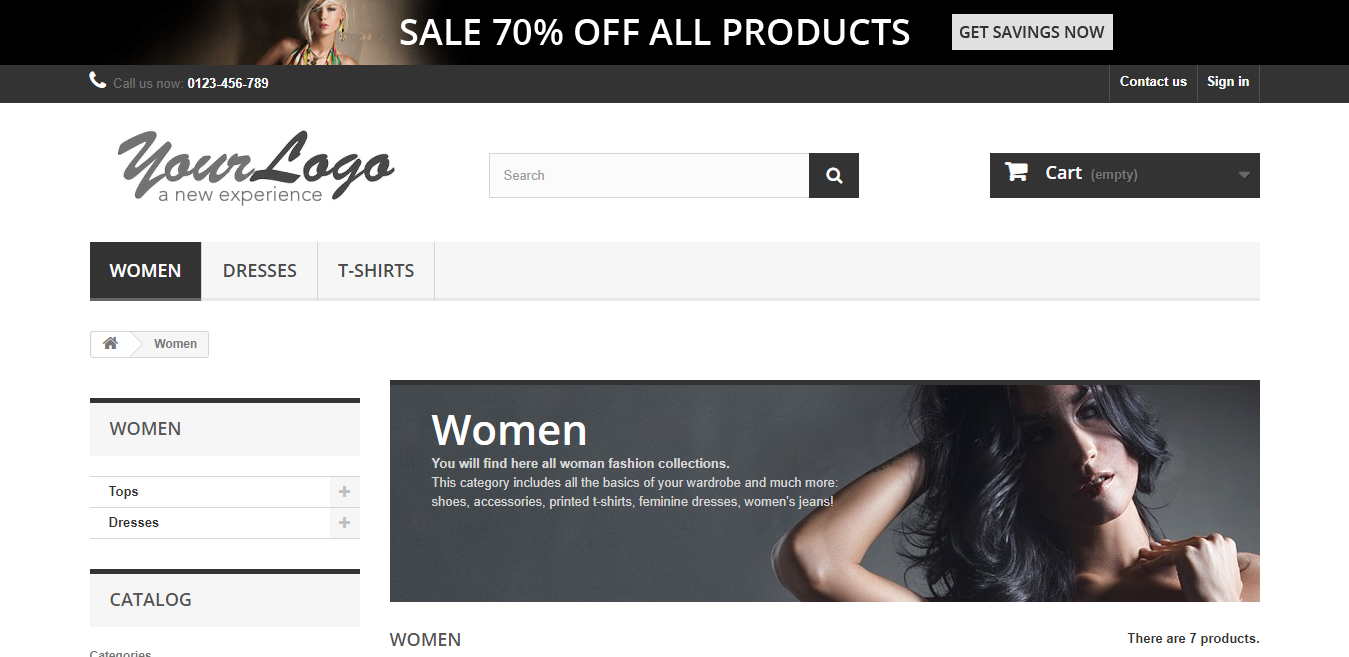 SALE 70% OFF ALL PRODUCTS
GET SAVINGS NOW
Call us now: 0123-456-789
Contact us
Sign in
YourLogo
a new experience
Search
Cart (empty)
WOMEN
DRESSES
T-SHIRTS
Women
WOMEN
Tops
Dresses
CATALOG
Categories
Women
You will find here all woman fashion collections.
This category includes all the basics of your wardrobe and much more:
shoes, accessories, printed t-shirts, feminine dresses, women's jeans!
WOMEN
There are 7 products.